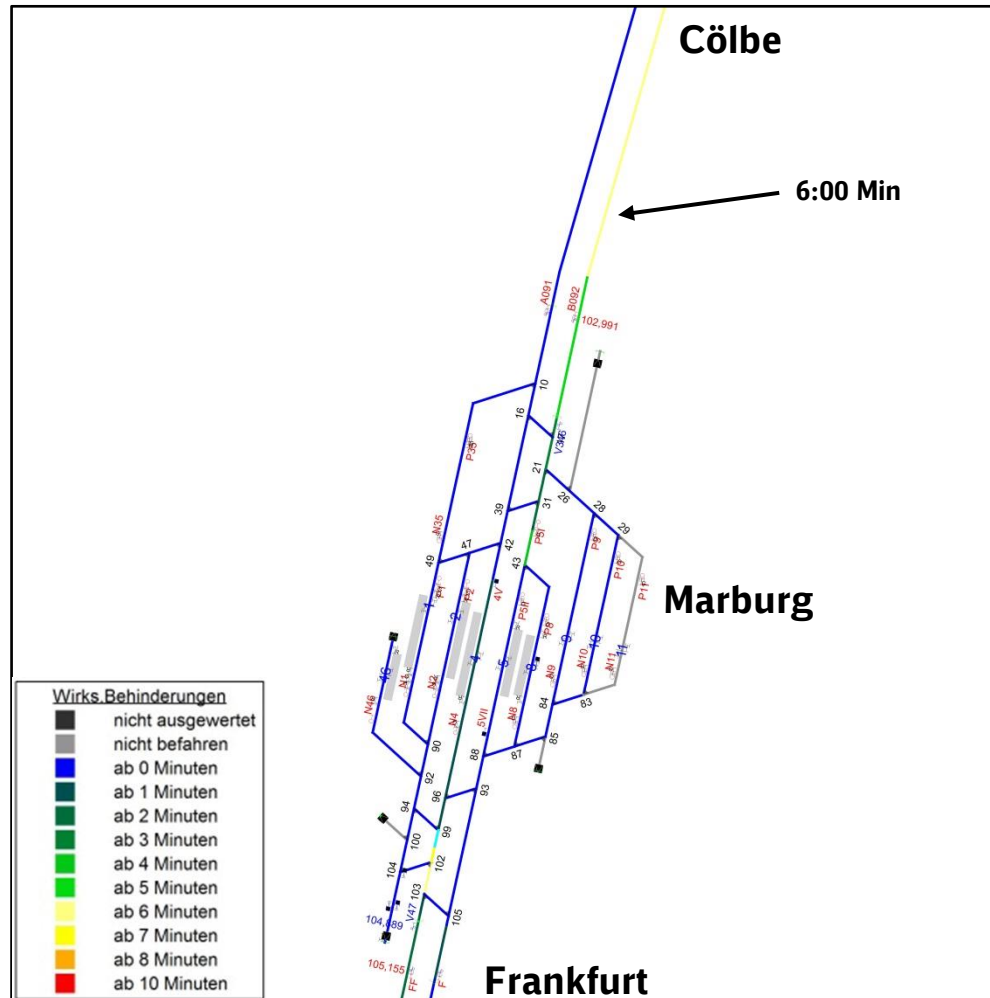 Cölbe
6:00 Min
A091
B092
102,991
10
16
21
26
28
29
31
39
P35
N35
47
42
49
P5I
43
P9
P10
P11
4V
P5II
P8
P1
P2
1
2
4
5
8
9
10
11
Marburg
46
N46
N1
N2
N4
5VII
N8
N9
N10
N11
84
83
85
87
88
90
92
93
94
96
99
100
102
104
103
105
V47
104,889
105,155
FF
F
Frankfurt
Wirks.Behinderungen
nicht ausgewertet
nicht befahren
ab 0 Minuten
ab 1 Minuten
ab 2 Minuten
ab 3 Minuten
ab 4 Minuten
ab 5 Minuten
ab 6 Minuten
ab 7 Minuten
ab 8 Minuten
ab 10 Minuten